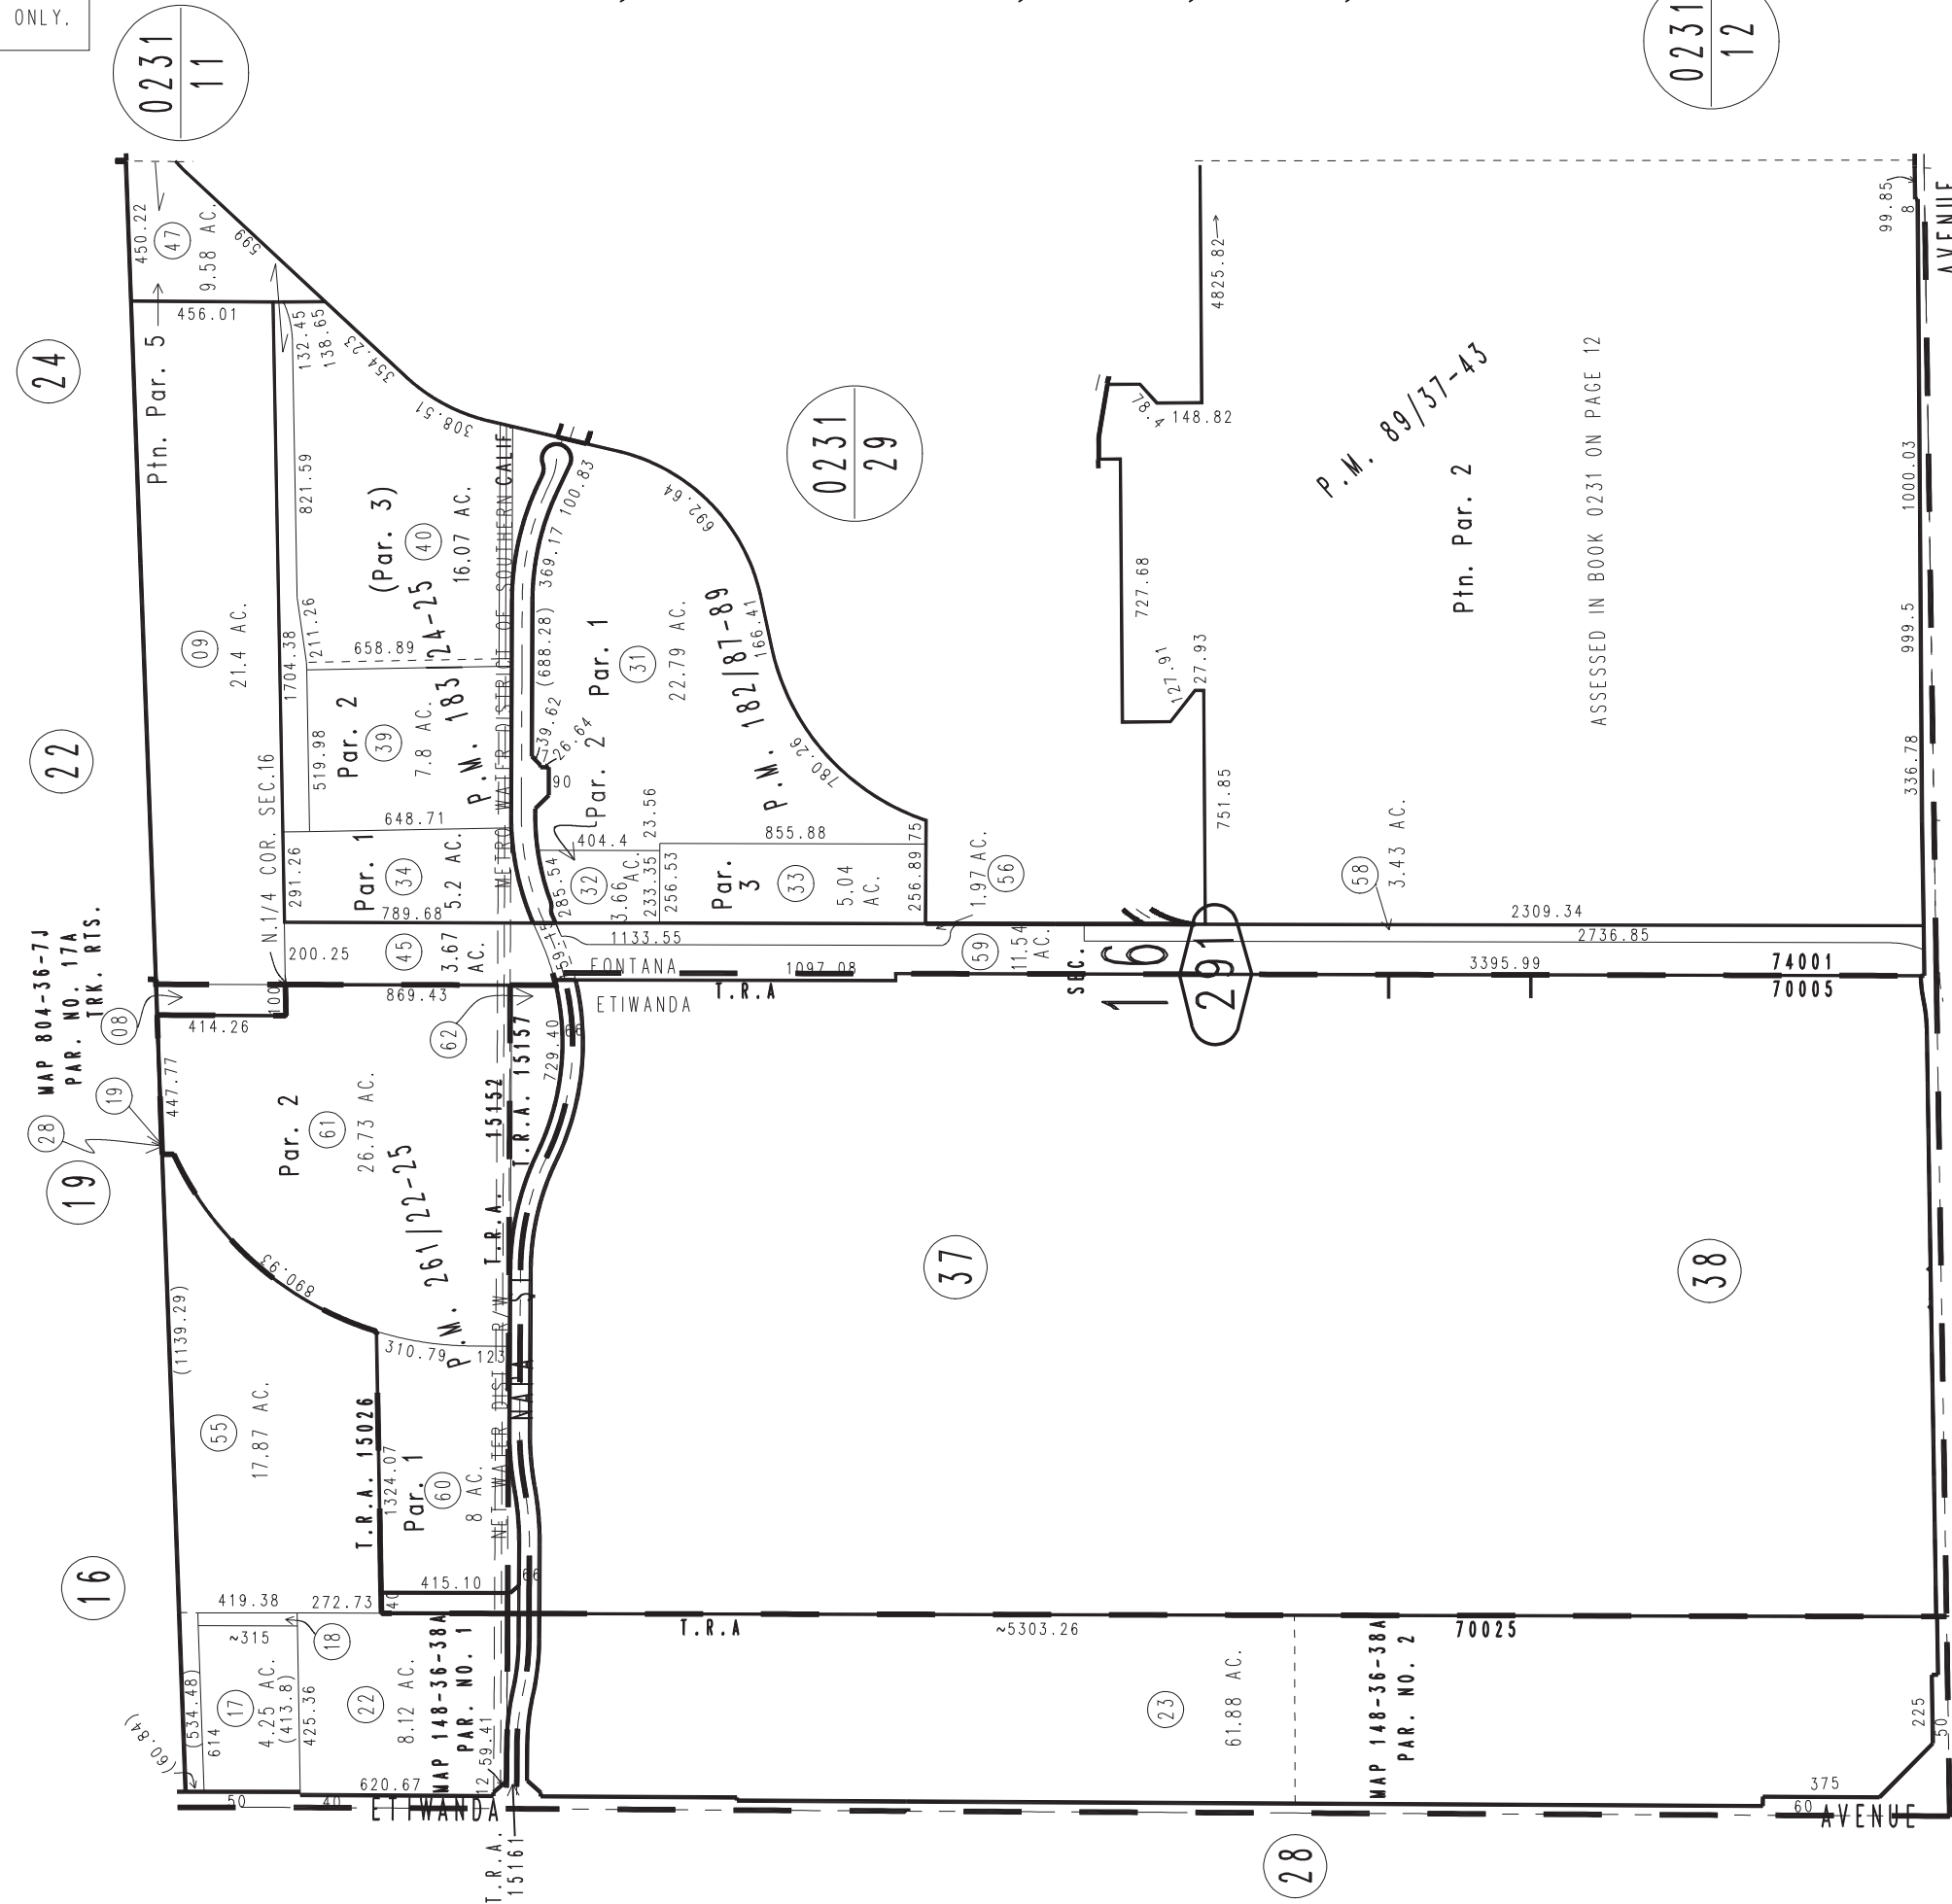 ONLY.
0231
11
0231
12
24
22
19
16
28
MAP 804-36-7J
PAR. NO. 17A
TRK. RTS.
28
19
08
450.22
47
9.58 AC.
599
456.01
Ptn. Par. 5
09
21.4 AC.
132.45
138.65
354.23
308.51
821.59
(Par. 3)
40
16.07 AC.
211.26
1704.38
658.89
519.98
Par. 2
39
7.8 AC.
P.M. 183 24-25
METRO WATER DISTRICT OF SOUTHERN CALIF
648.71
291.26
Par. 1
34
5.2 AC.
789.68
N.1/4 COR. SEC.16
200.25
45
3.67
AC.
869.43
62
100
414.26
447.77
100.83
369.17
(688.28)
39.62
26.64
90
Par. 1
31
22.79 AC.
P.M. 182|87-89
692.64
166.41
780.26
Par. 2
404.4
23.56
285.54
32
3.66
AC.
233.35
256.53
Par.
3
33
5.04
AC.
855.88
75
256.89
0231
29
1.97 AC.
56
1133.55
59
11.54
AC.
FONTANA
1097.08
T.R.A
ETIWANDA
SEC.
16
291
4825.82
148.82
78.4
727.68
127.91
27.93
751.85
P.M. 89/37-43
Ptn. Par. 2
ASSESSED IN BOOK 0231 ON PAGE 12
58
3.43 AC.
2309.34
2736.85
3395.99
74001
70005
99.85
8
AVENUE
1000.03
999.5
336.78
Par. 2
61
26.73 AC.
P.M. 261|22-25
890.93
310.79
123
T.R.A. 15152
T.R.A. 15157
729.40
66
(1139.29)
55
17.87 AC.
T.R.A. 15026
1324.07
Par. 1
60
8 AC.
MET WATER DIST R/W
NAPA ST
415.10
40
66
37
38
419.38
272.73
~315
18
(534.48)
614
17
4.25 AC.
(413.8)
425.36
22
8.12 AC.
MAP 148-36-38A
PAR. NO. 1
(60.84)
620.67
12
59.41
50
40
ETIWANDA
T.R.A.
15161
T.R.A
~5303.26
70025
23
61.88 AC.
MAP 148-36-38A
PAR. NO. 2
225
50
375
60
AVENUE